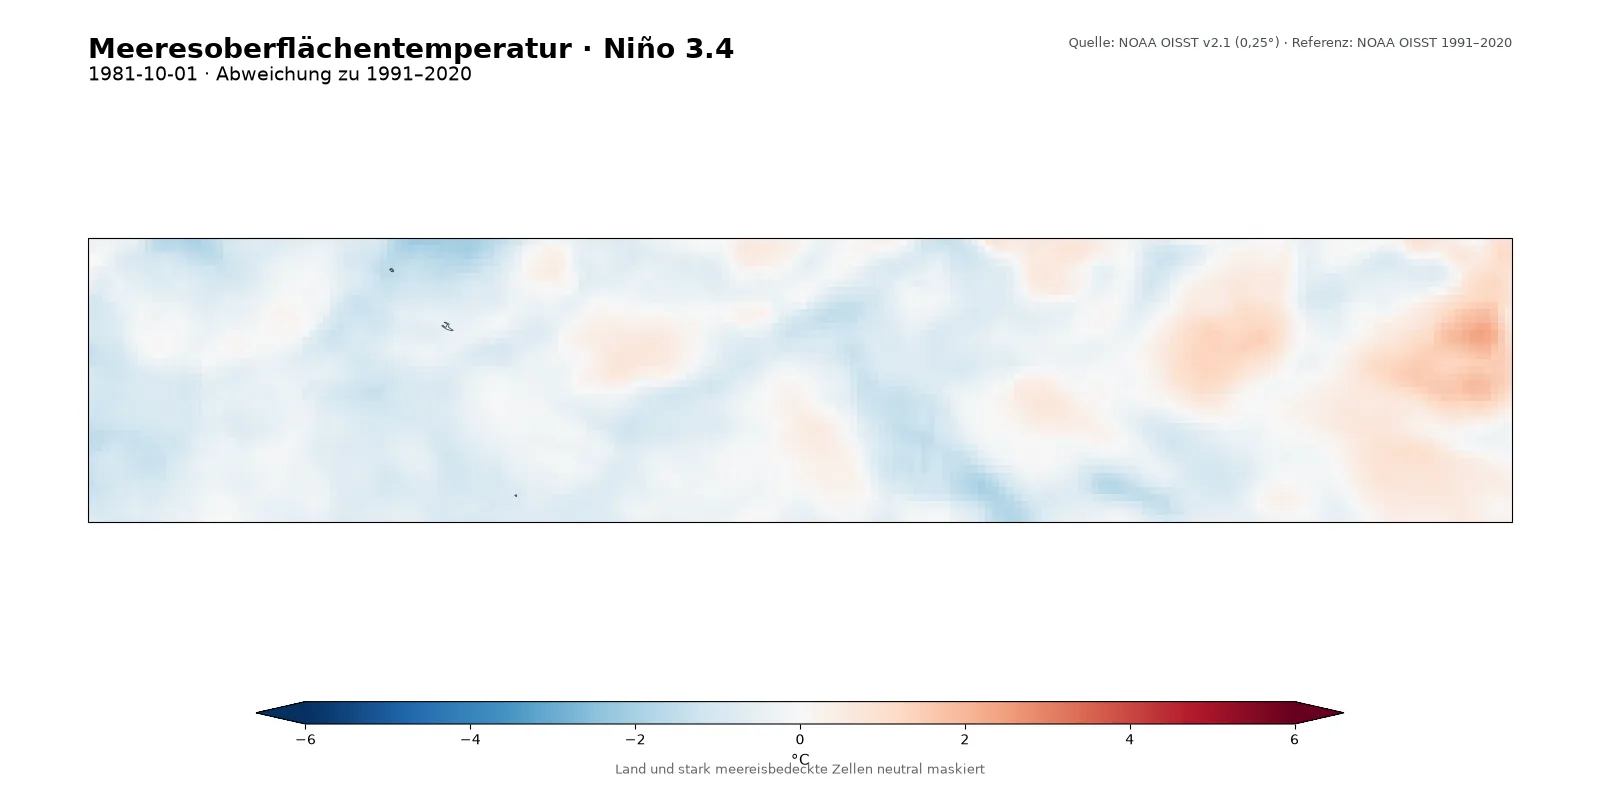 Meeresoberflächentemperatur · Niño 3.4
1981-10-01 · Abweichung zu 1991–2020
Quelle: NOAA OISST v2.1 (0,25°) · Referenz: NOAA OISST 1991–2020
−6 −4 −2 0 2 4 6
°C
Land und stark meereisbedeckte Zellen neutral maskiert